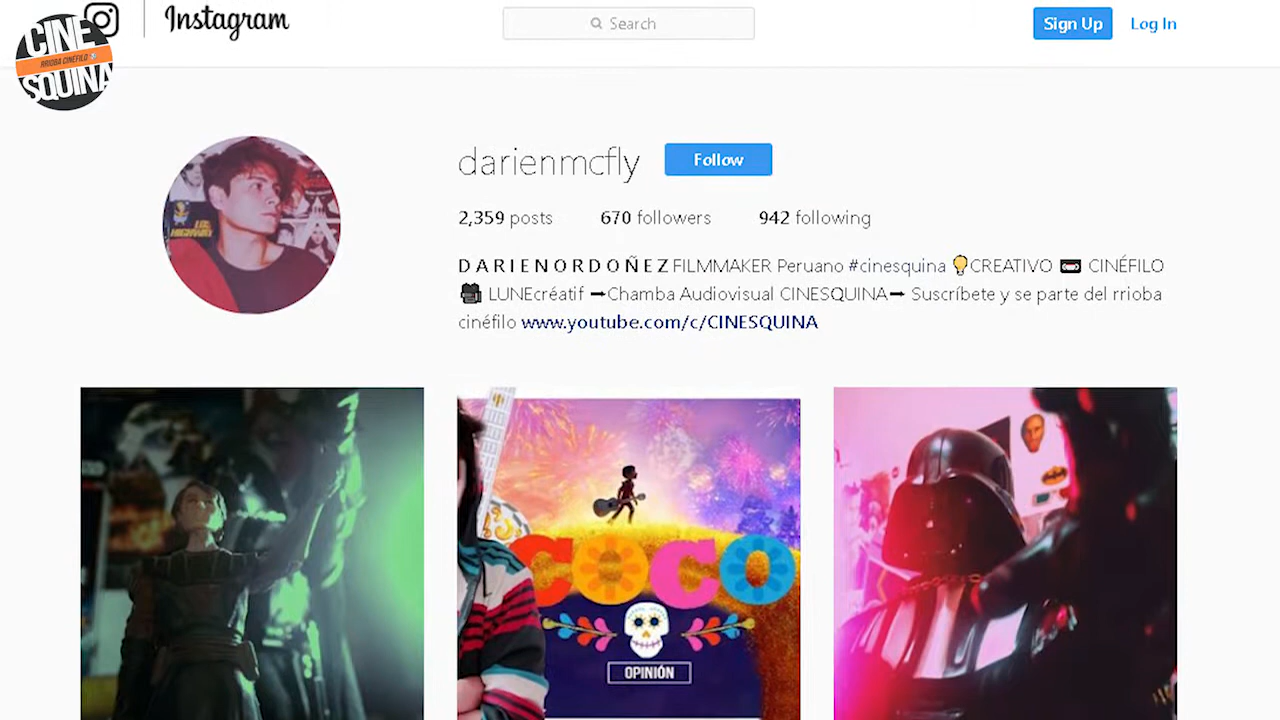 CINE
RRIOBA CINÉFILO
SQUINA
Instagram
Search
Sign Up
Log In
darienmcfly
Follow
2,359 posts
670 followers
942 following
D A R I E N O R D O Ñ E Z FILMMAKER Peruano #cinesquina 💡CREATIVO 📼 CINÉFILO
🎥 LUNEcréatif ➡Chamba Audiovisual CINESQUINA➡ Suscríbete y se parte del rrioba
cinéfilo www.youtube.com/c/CINESQUINA
COCO
OPINIÓN